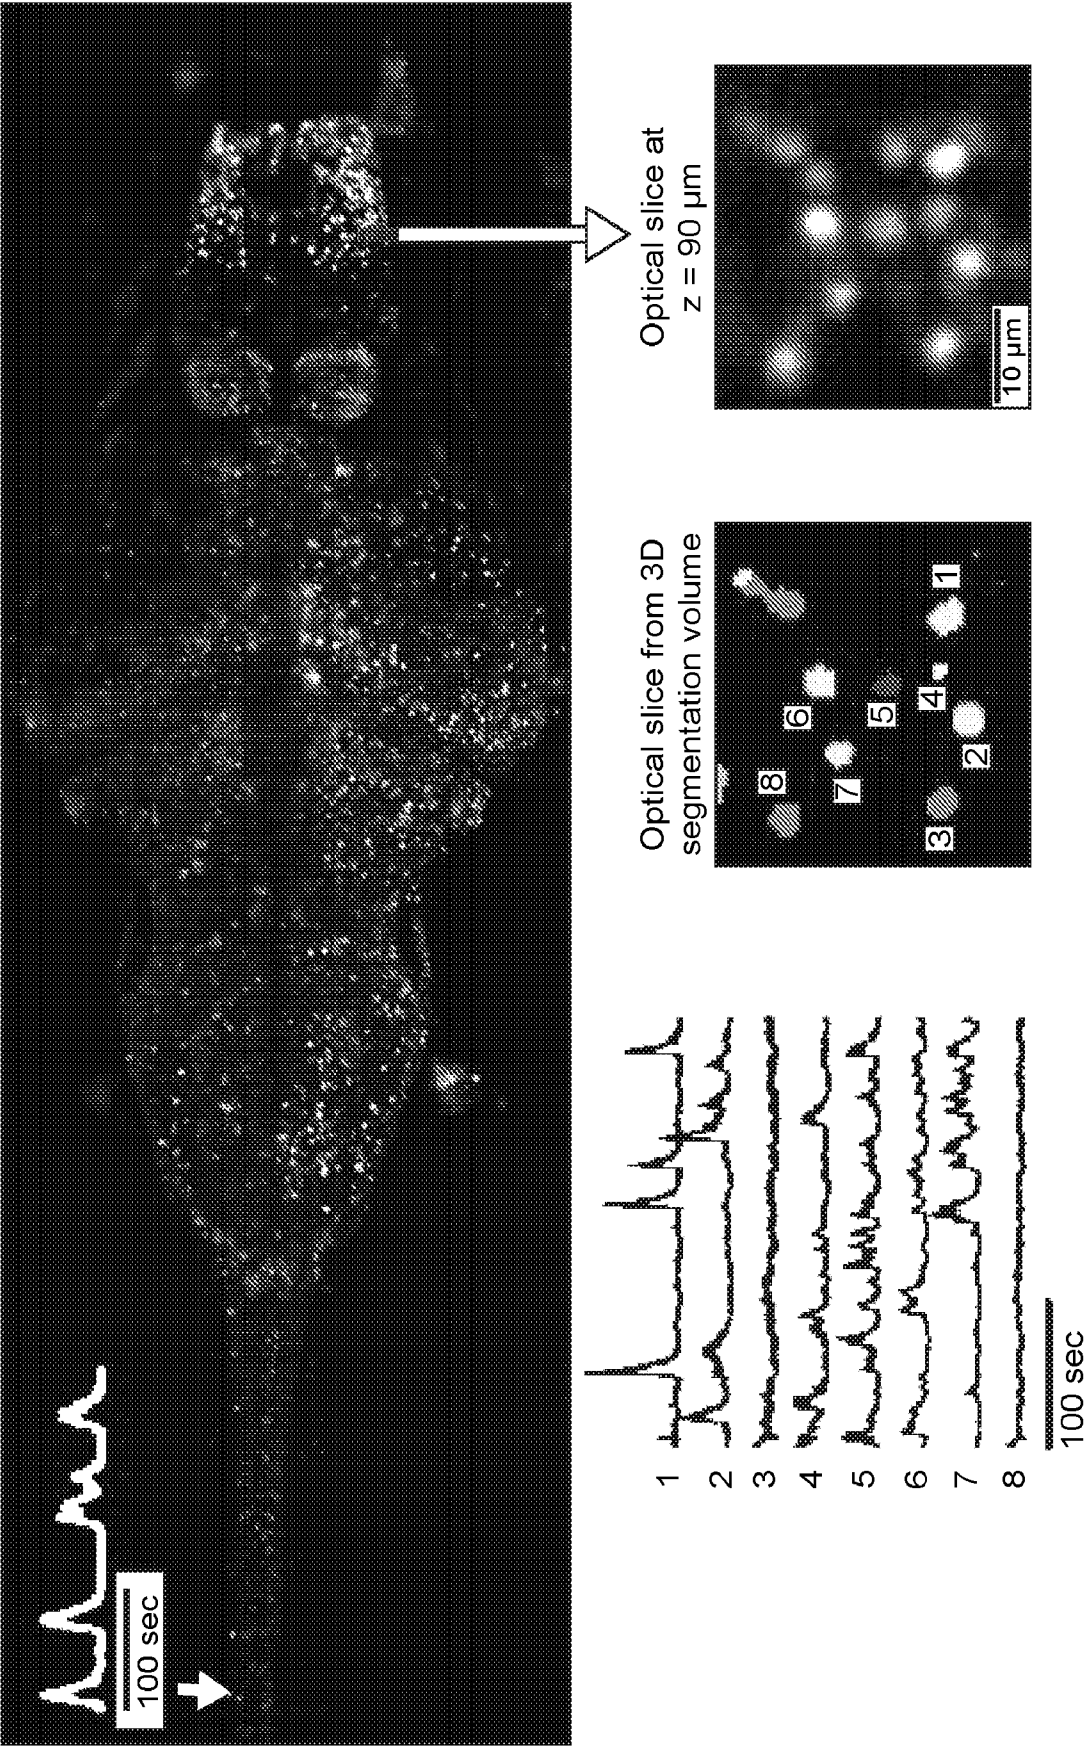 100 sec
1
2
3
4
5
6
7
8
100 sec
Optical slice from 3D
segmentation volume
8
7
6
5
4
3
2
1
Optical slice at
z = 90 µm
10 µm